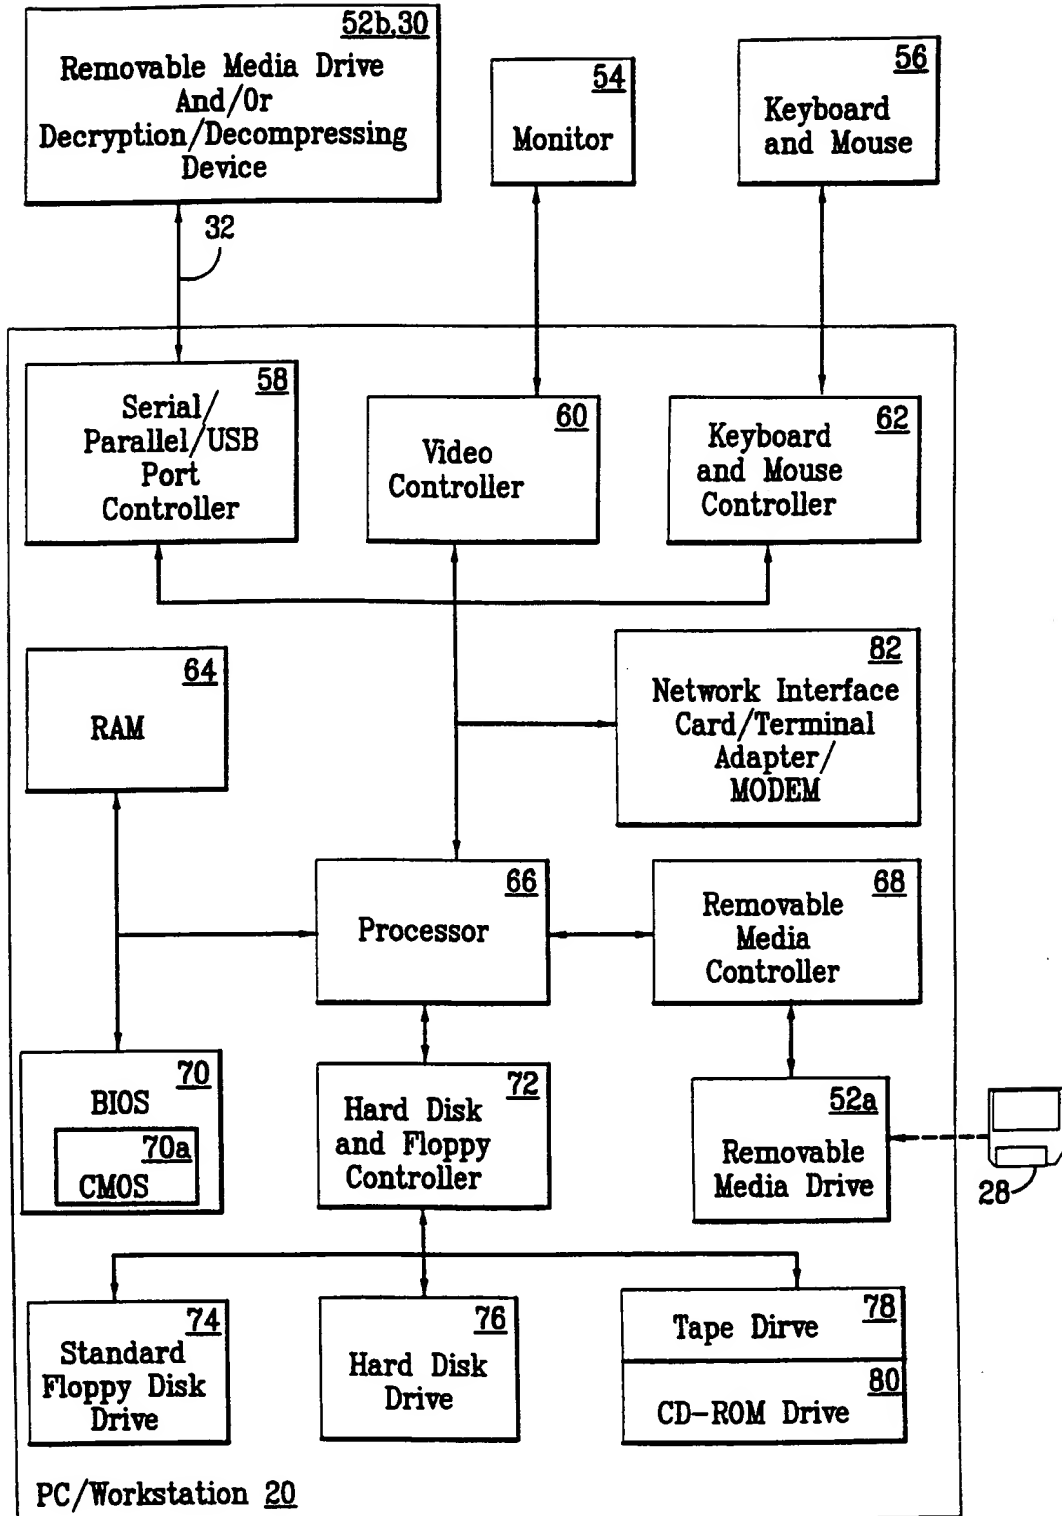 52b,30
Removable Media Drive
And/Or
Decryption/Decompressing
Device
54
Monitor
56
Keyboard
and Mouse
32
58
Serial/
Parallel/USB
Port
Controller
60
Video
Controller
62
Keyboard
and Mouse
Controller
64
RAM
82
Network Interface
Card/Terminal
Adapter/
MODEM
66
Processor
68
Removable
Media
Controller
70
BIOS
70a
CMOS
72
Hard Disk
and Floppy
Controller
52a
Removable
Media Drive
28
74
Standard
Floppy Disk
Drive
76
Hard Disk
Drive
78
Tape Dirve
80
CD-ROM Drive
PC/Workstation 20